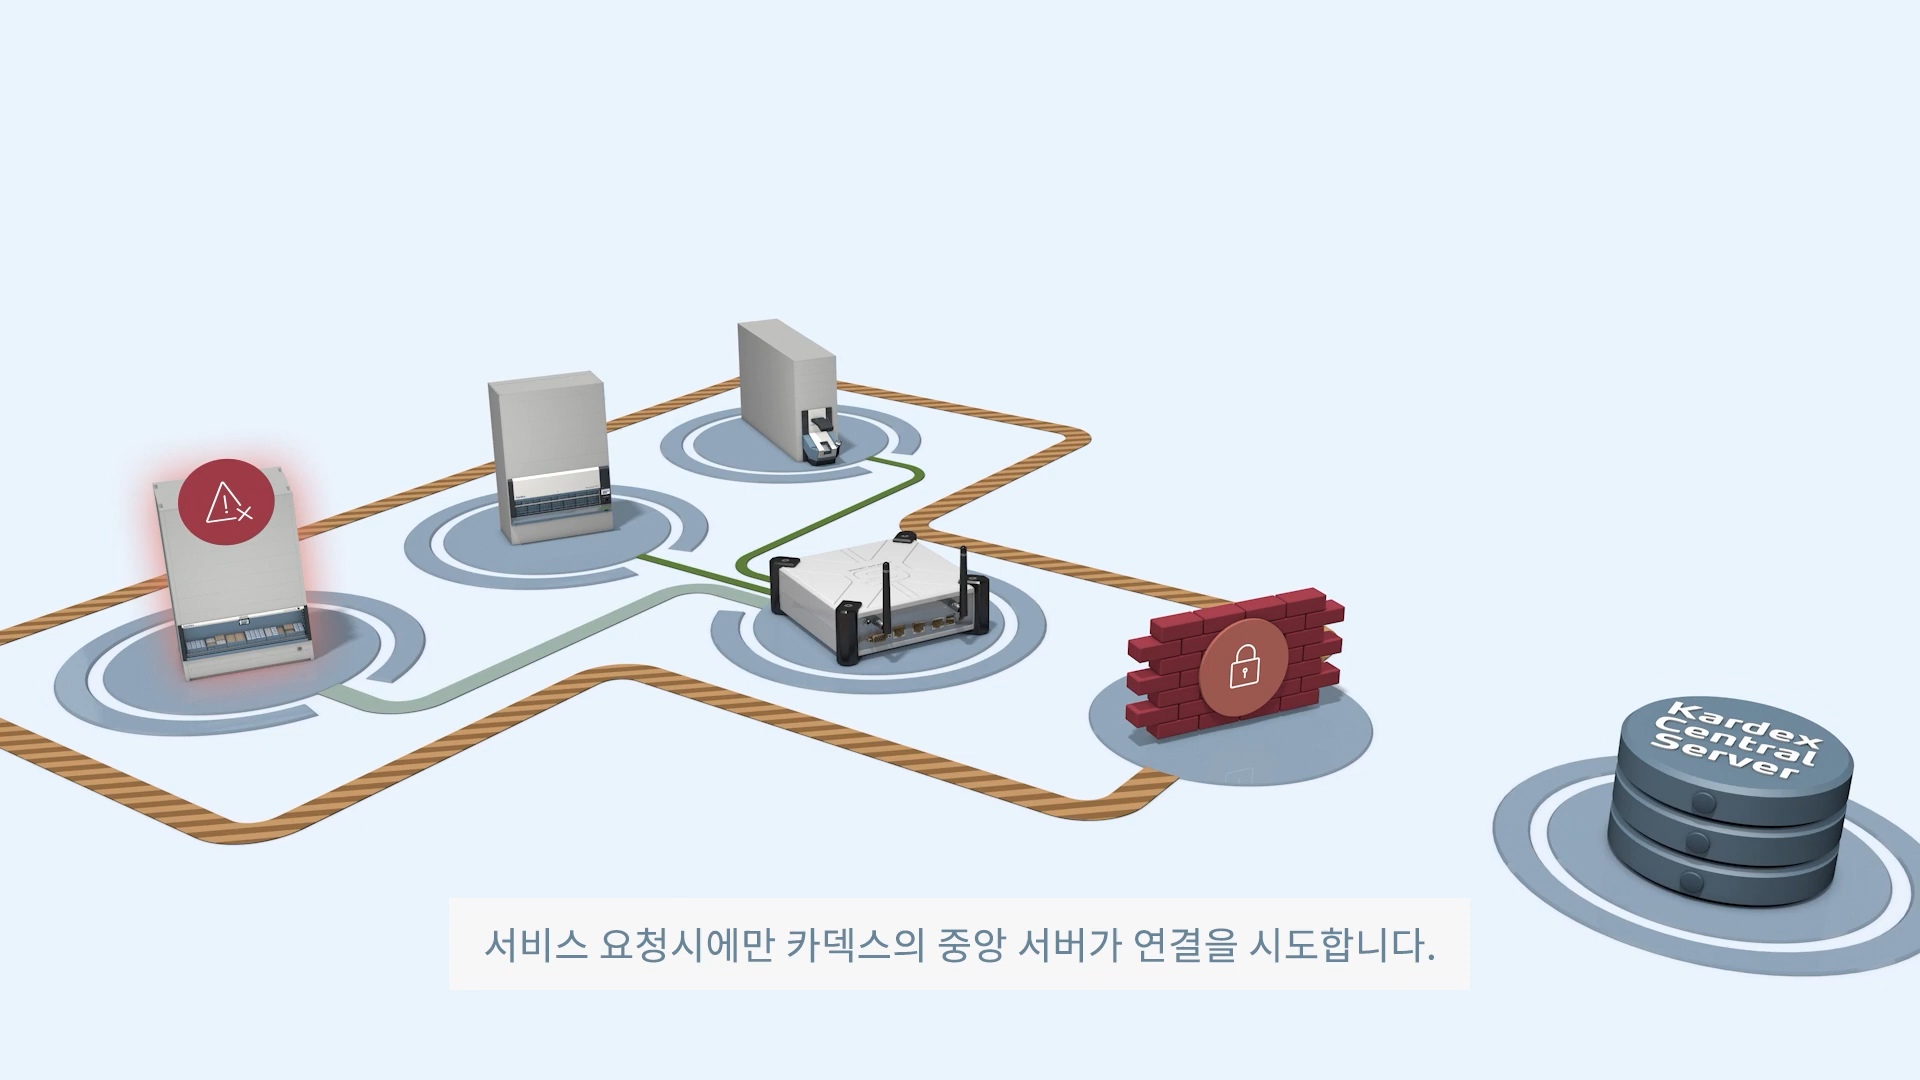 Kardex
Central
Server
서비스 요청시에만 카덱스의 중앙 서버가 연결을 시도합니다.